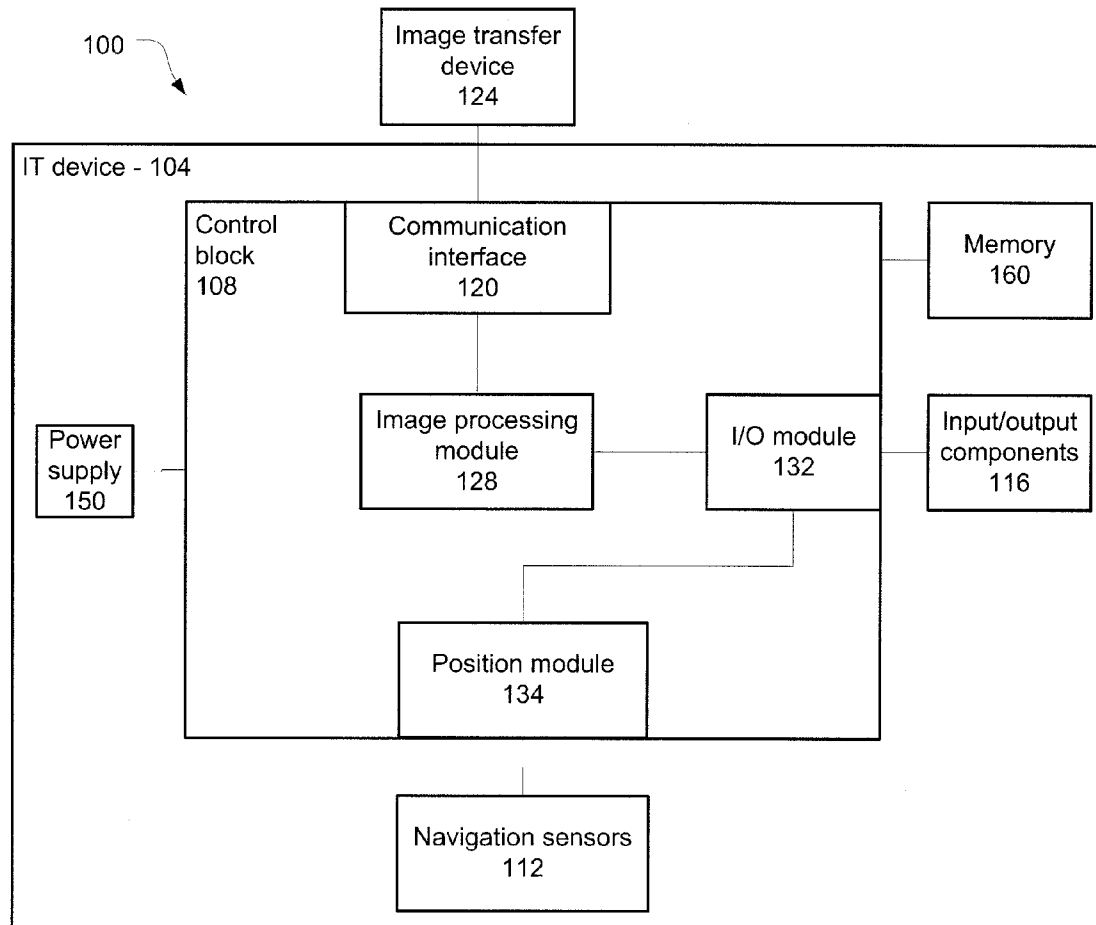 100
Image transfer
device
124
IT device - 104
Control
block
108
Communication
interface
120
Memory
160
Power
supply
150
Image processing
module
128
I/O module
132
Input/output
components
116
Position module
134
Navigation sensors
112